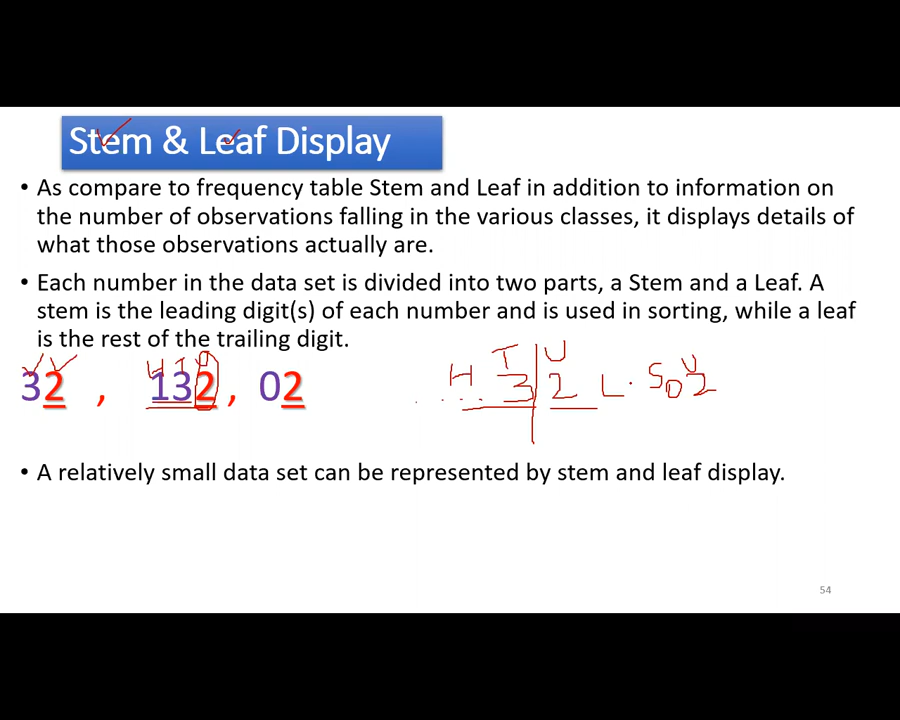 Stem & Leaf Display
• As compare to frequency table Stem and Leaf in addition to information on
the number of observations falling in the various classes, it displays details of
what those observations actually are.
• Each number in the data set is divided into two parts, a Stem and a Leaf. A
stem is the leading digit(s) of each number and is used in sorting, while a leaf
is the rest of the trailing digit.
H T U
H T U
U
32 , 132 , 02
3 2 L. S 0 2
• A relatively small data set can be represented by stem and leaf display.
54